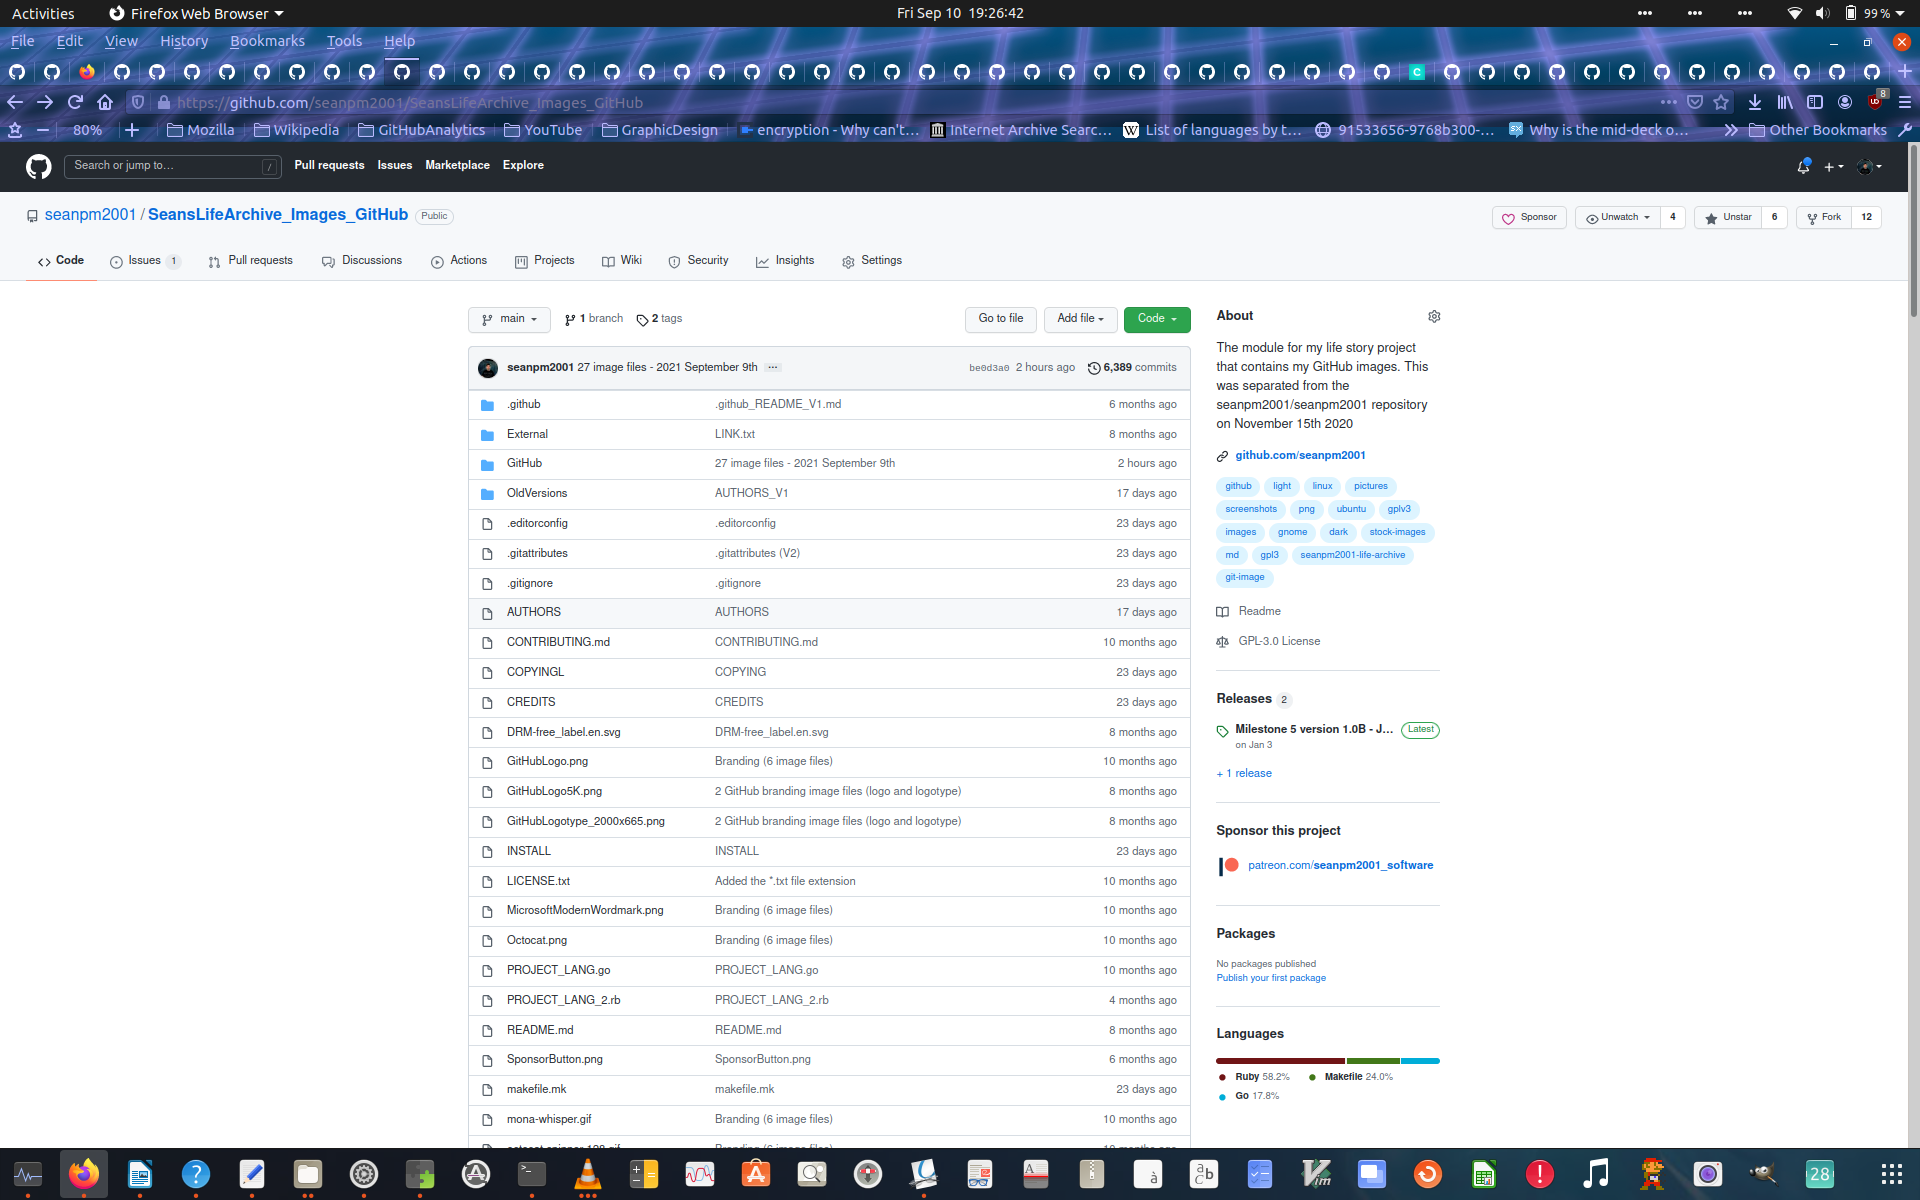 Activities
Firefox Web Browser
Fri Sep 10 19:26:42
99 %
File Edit View History Bookmarks Tools Help
https://github.com/seanpm2001/SeansLifeArchive_Images_GitHub
8
80%
Mozilla
Wikipedia
GitHubAnalytics
YouTube
GraphicDesign
encryption - Why can't…
Internet Archive Searc…
List of languages by t…
91533656-9768b300-…
Why is the mid-deck o…
Other Bookmarks
Search or jump to…
/
Pull requests Issues Marketplace Explore
seanpm2001 / SeansLifeArchive_Images_GitHub
Public
Sponsor
Unwatch 4
Unstar 6
Fork 12
Code
Issues 1
Pull requests
Discussions
Actions
Projects
Wiki
Security
Insights
Settings
main
1 branch
2 tags
Go to file
Add file
Code
seanpm2001 27 image files - 2021 September 9th
be0d3a0 2 hours ago
6,389 commits
.github .github_README_V1.md 6 months ago
External LINK.txt 8 months ago
GitHub 27 image files - 2021 September 9th 2 hours ago
OldVersions AUTHORS_V1 17 days ago
.editorconfig .editorconfig 23 days ago
.gitattributes .gitattributes (V2) 23 days ago
.gitignore .gitignore 23 days ago
AUTHORS AUTHORS 17 days ago
CONTRIBUTING.md CONTRIBUTING.md 10 months ago
COPYINGL COPYING 23 days ago
CREDITS CREDITS 23 days ago
DRM-free_label.en.svg DRM-free_label.en.svg 8 months ago
GitHubLogo.png Branding (6 image files) 10 months ago
GitHubLogo5K.png 2 GitHub branding image files (logo and logotype) 8 months ago
GitHubLogotype_2000x665.png 2 GitHub branding image files (logo and logotype) 8 months ago
INSTALL INSTALL 23 days ago
LICENSE.txt Added the *.txt file extension 10 months ago
MicrosoftModernWordmark.png Branding (6 image files) 10 months ago
Octocat.png Branding (6 image files) 10 months ago
PROJECT_LANG.go PROJECT_LANG.go 10 months ago
PROJECT_LANG_2.rb PROJECT_LANG_2.rb 4 months ago
README.md README.md 8 months ago
SponsorButton.png SponsorButton.png 6 months ago
makefile.mk makefile.mk 23 days ago
mona-whisper.gif Branding (6 image files) 10 months ago
About
The module for my life story project
that contains my GitHub images. This
was separated from the
seanpm2001/seanpm2001 repository
on November 15th 2020
github.com/seanpm2001
github light linux pictures
screenshots png ubuntu gplv3
images gnome dark stock-images
md gpl3 seanpm2001-life-archive
git-image
Readme
GPL-3.0 License
Releases 2
Milestone 5 version 1.0B - J… Latest
on Jan 3
+ 1 release
Sponsor this project
patreon.com/seanpm2001_software
Packages
No packages published
Publish your first package
Languages
Ruby 58.2% Makefile 24.0%
Go 17.8%
28